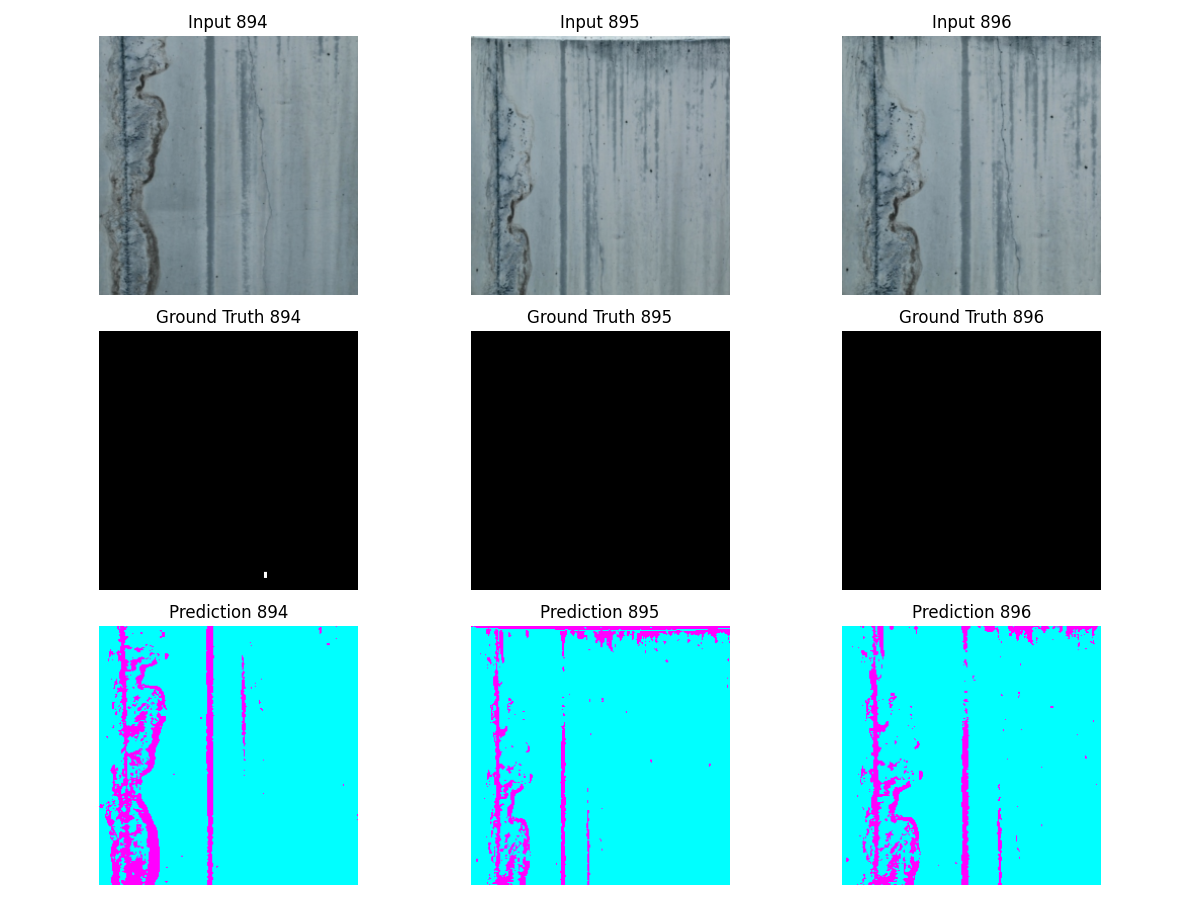 Input 894
Input 895
Input 896
Ground Truth 894
Ground Truth 895
Ground Truth 896
Prediction 894
Prediction 895
Prediction 896